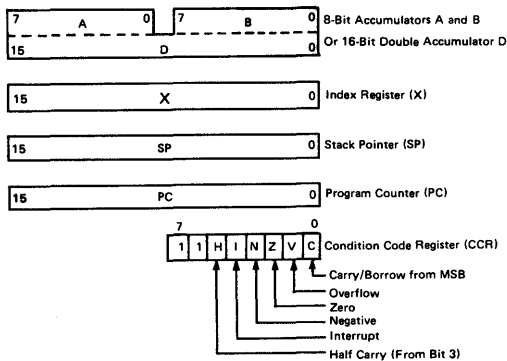 7 A 0 7 B 0 8-Bit Accumulators A and B
15 D 0 Or 16-Bit Double Accumulator D
15 X 0 Index Register (X)
15 SP 0 Stack Pointer (SP)
15 PC 0 Program Counter (PC)
7 0
1 1 H I N Z V C Condition Code Register (CCR)
Carry/Borrow from MSB
Overflow
Zero
Negative
Interrupt
Half Carry (From Bit 3)